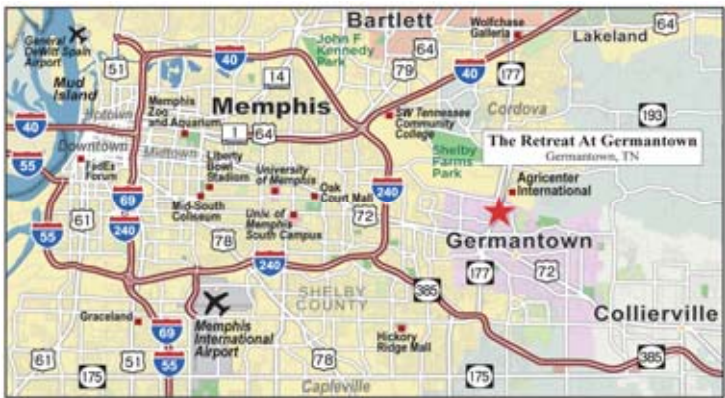 Bartlett
Wolfchase
Galleria
64
Lakeland
64
General
DeWitt Spain
Airport
51
John F
Kennedy
Park
64
79
40
14
40
177
Mud
Island
Uptown
Memphis
Zoo
and Aquarium
Memphis
1
64
SW Tennessee
Community
College
Cordova
193
40
Downtown
Midtown
Shelby
Farms
Park
The Retreat At Germantown
Germantown, TN
55
FedEx
Forum
Liberty
Bowl
Stadium
University
of Memphis
Oak
Court Mall
240
Agricenter
International
69
61
240
Mid-South
Coliseum
Univ. of
Memphis
South Campus
72
55
78
240
Germantown
177
72
SHELBY
COUNTY
385
Collierville
Graceland
69
Memphis
International
Airport
Hickory
Ridge Mall
61
51
55
78
385
175
175
Capleville